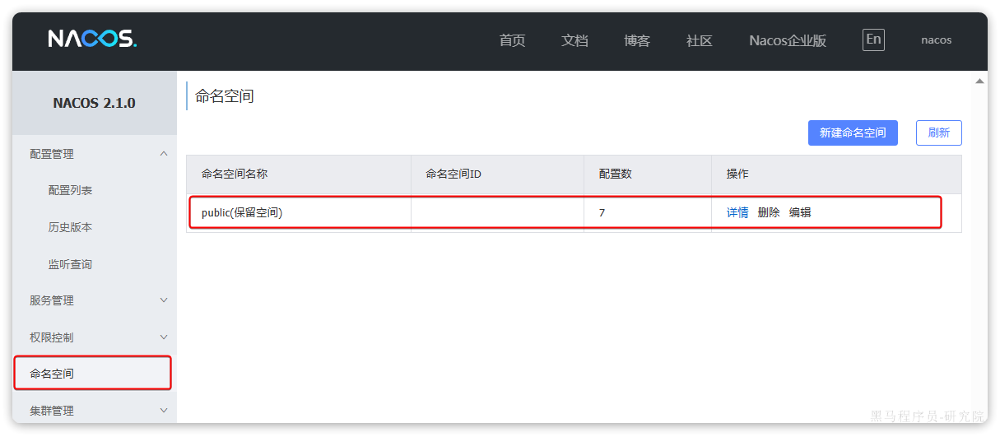 NACOS.
首页 文档 博客 社区 Nacos企业版 En nacos
NACOS 2.1.0
配置管理
配置列表
历史版本
监听查询
服务管理
权限控制
命名空间
集群管理
命名空间
新建命名空间 刷新
命名空间名称 命名空间ID 配置数 操作
public(保留空间) 7 详情 删除 编辑
黑马程序员-研究院